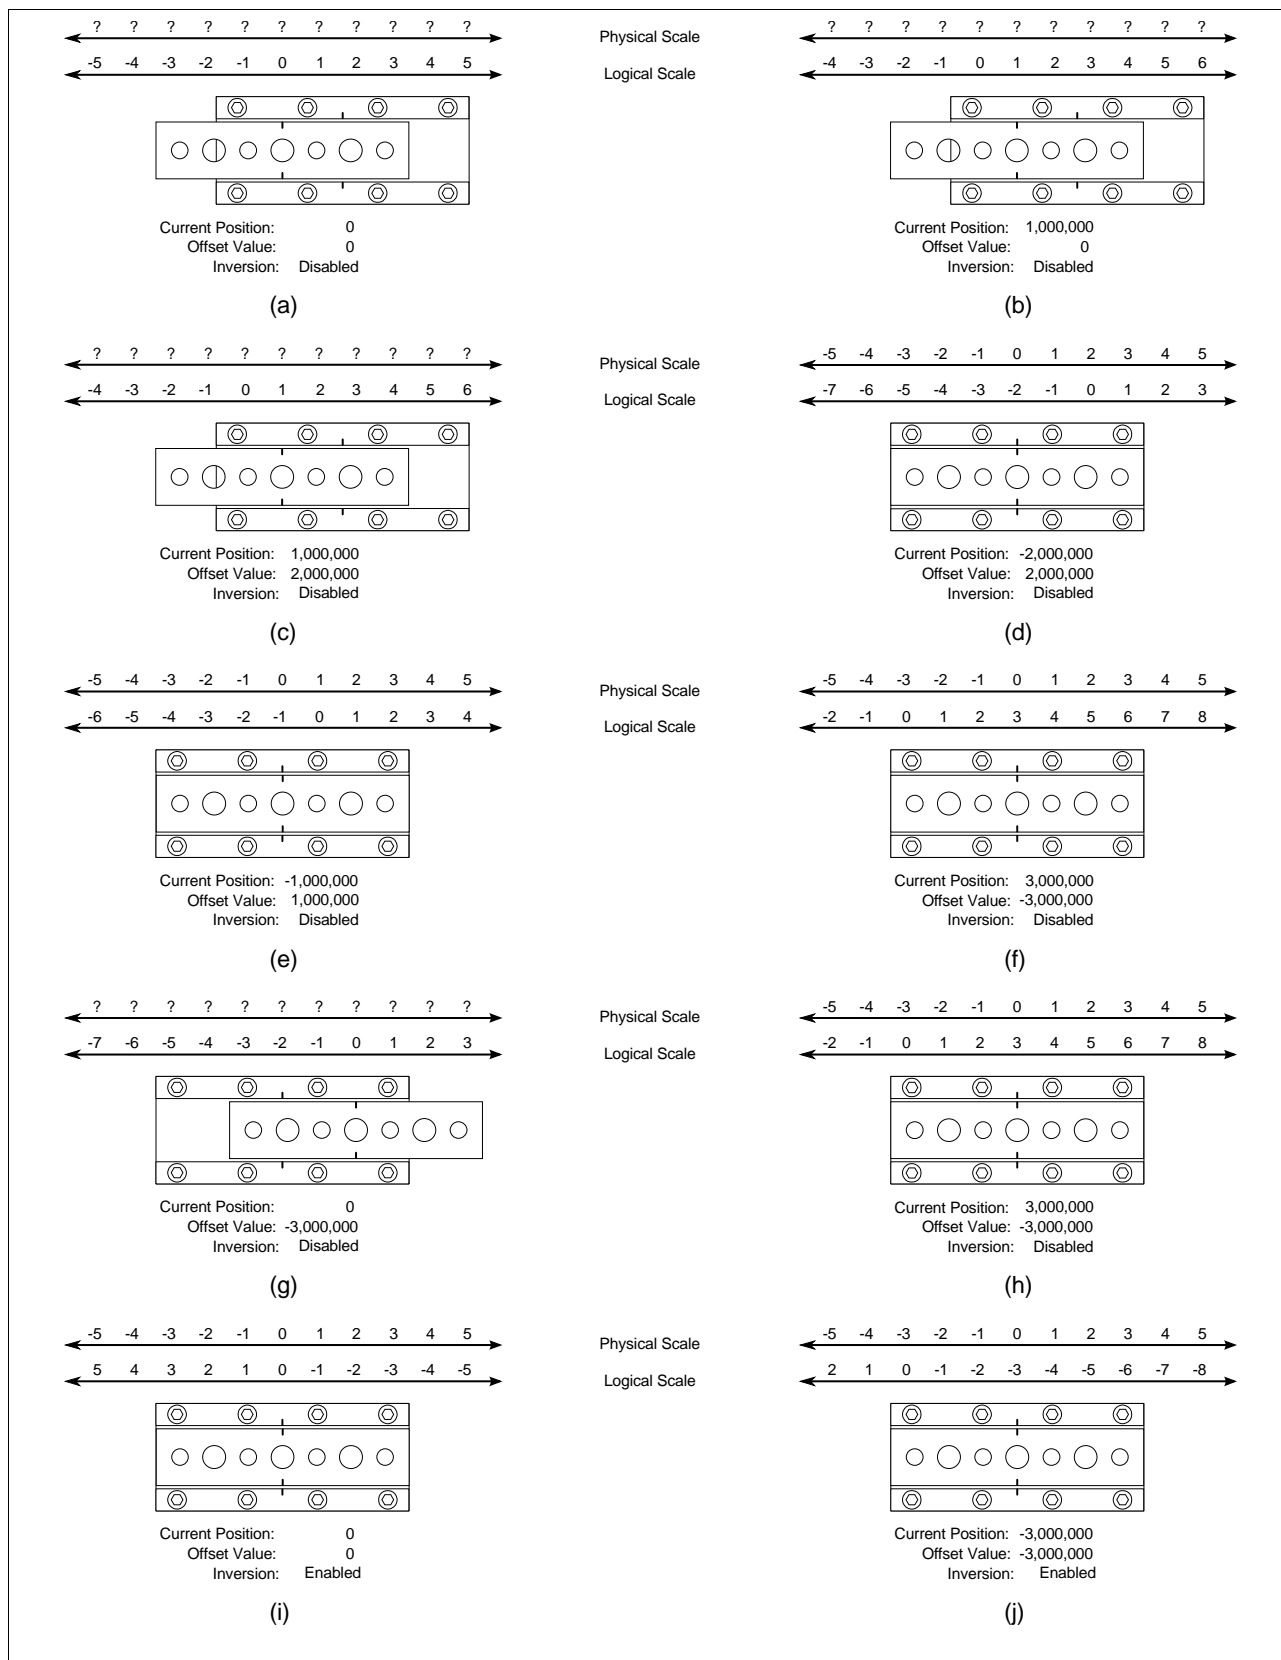 ? ? ? ? ? ? ? ? ? ? ? Physical Scale ? ? ? ? ? ? ? ? ? ? ?
-5 -4 -3 -2 -1 0 1 2 3 4 5 Logical Scale -4 -3 -2 -1 0 1 2 3 4 5 6
Current Position: 0 Current Position: 1,000,000
Offset Value: 0 Offset Value: 0
Inversion: Disabled Inversion: Disabled
(a) (b)
? ? ? ? ? ? ? ? ? ? ? Physical Scale -5 -4 -3 -2 -1 0 1 2 3 4 5
-4 -3 -2 -1 0 1 2 3 4 5 6 Logical Scale -7 -6 -5 -4 -3 -2 -1 0 1 2 3
Current Position: 1,000,000 Current Position: -2,000,000
Offset Value: 2,000,000 Offset Value: 2,000,000
Inversion: Disabled Inversion: Disabled
(c) (d)
-5 -4 -3 -2 -1 0 1 2 3 4 5 Physical Scale -5 -4 -3 -2 -1 0 1 2 3 4 5
-6 -5 -4 -3 -2 -1 0 1 2 3 4 Logical Scale -2 -1 0 1 2 3 4 5 6 7 8
Current Position: -1,000,000 Current Position: 3,000,000
Offset Value: 1,000,000 Offset Value: -3,000,000
Inversion: Disabled Inversion: Disabled
(e) (f)
? ? ? ? ? ? ? ? ? ? ? Physical Scale -5 -4 -3 -2 -1 0 1 2 3 4 5
-7 -6 -5 -4 -3 -2 -1 0 1 2 3 Logical Scale -2 -1 0 1 2 3 4 5 6 7 8
Current Position: 0 Current Position: 3,000,000
Offset Value: -3,000,000 Offset Value: -3,000,000
Inversion: Disabled Inversion: Disabled
(g) (h)
-5 -4 -3 -2 -1 0 1 2 3 4 5 Physical Scale -5 -4 -3 -2 -1 0 1 2 3 4 5
5 4 3 2 1 0 -1 -2 -3 -4 -5 Logical Scale 2 1 0 -1 -2 -3 -4 -5 -6 -7 -8
Current Position: 0 Current Position: -3,000,000
Offset Value: 0 Offset Value: -3,000,000
Inversion: Enabled Inversion: Enabled
(i) (j)